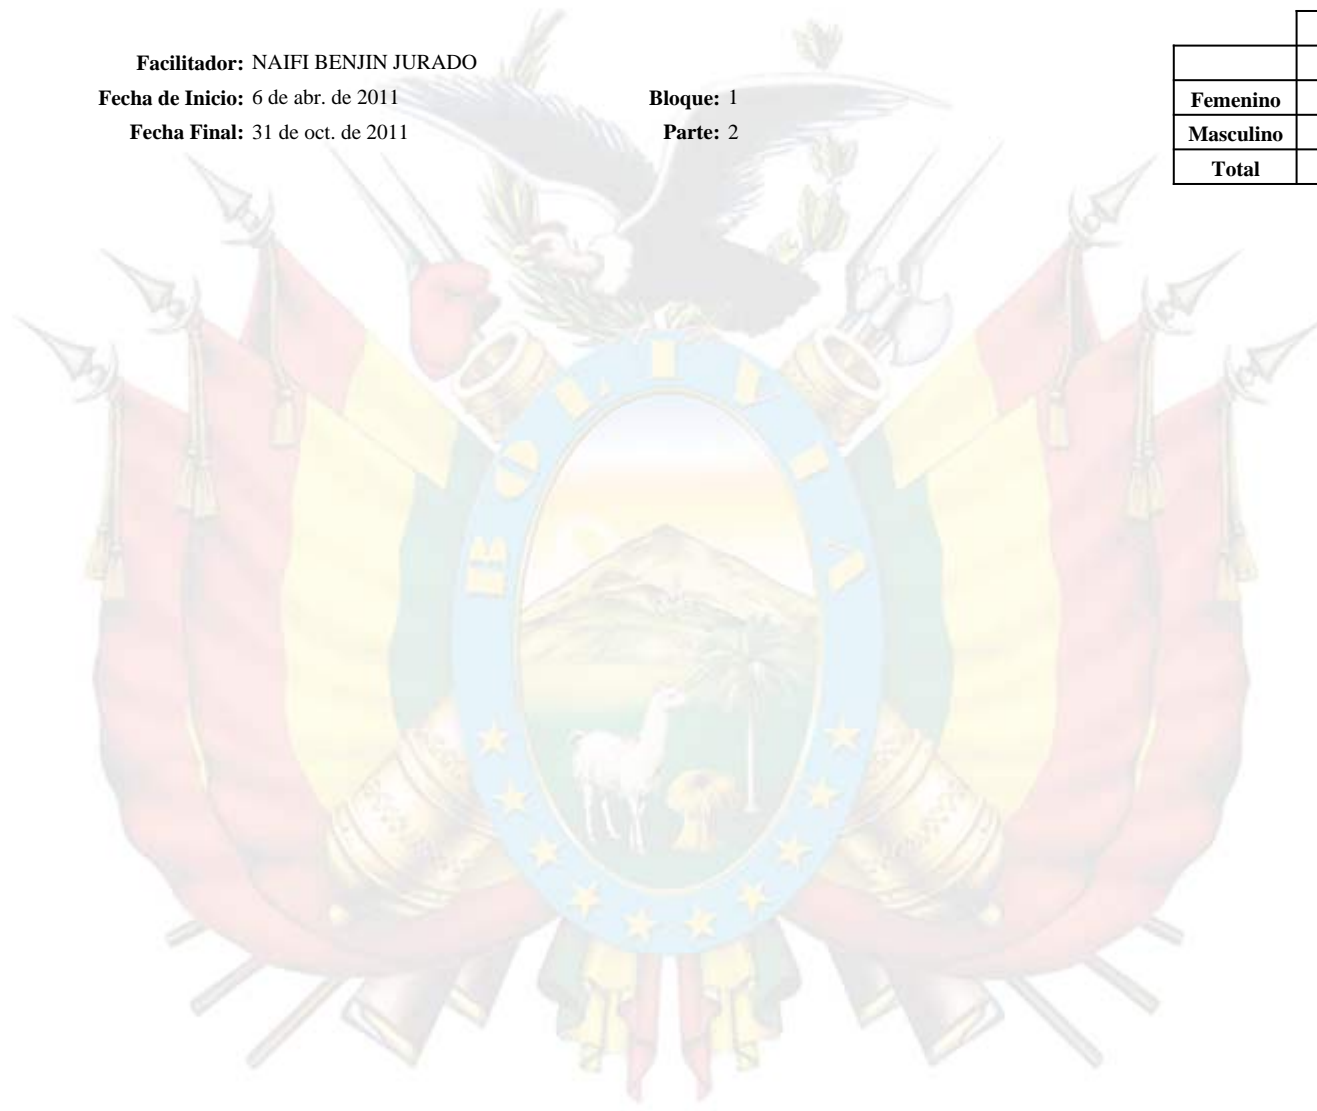 Facilitador: NAIFI BENJIN JURADO
Fecha de Inicio: 6 de abr. de 2011 Bloque: 1
Fecha Final: 31 de oct. de 2011 Parte: 2
Femenino
Masculino
Total
BOLIVIA